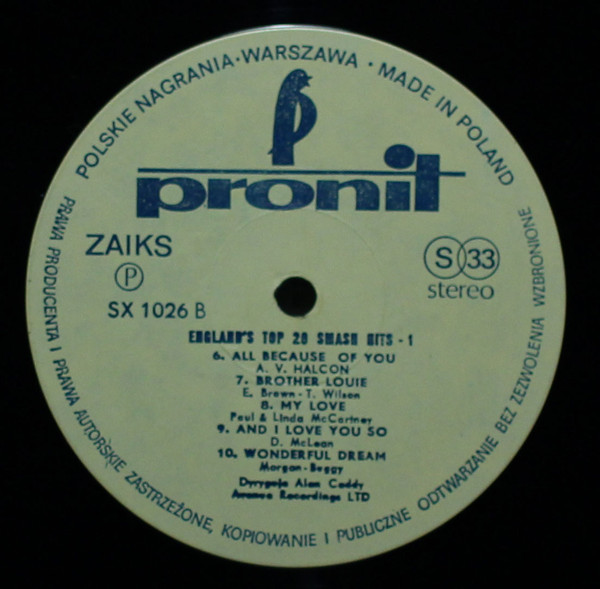 POLSKIE NAGRANIA · WARSZAWA · MADE IN POLAND
pronit
ZAIKS
P
SX 1026 B
S 33
stereo
ENGLAND'S TOP 20 SMASH HITS - 1
6. ALL BECAUSE OF YOU
A. V. HALCON
7. BROTHER LOUIE
E. Brown - T. Wilson
8. MY LOVE
Paul & Linda McCartney
9. AND I LOVE YOU SO
D. McLean
10. WONDERFUL DREAM
Morgan - Beggy
Dyryguje Alan Caddy
Avenea Recordings LTD
PRAWA PRODUCENTA I PRAWA AUTORSKIE ZASTRZEŻONE, KOPIOWANIE I PUBLICZNE ODTWARZANIE BEZ ZEZWOLENIA WZBRONIONE